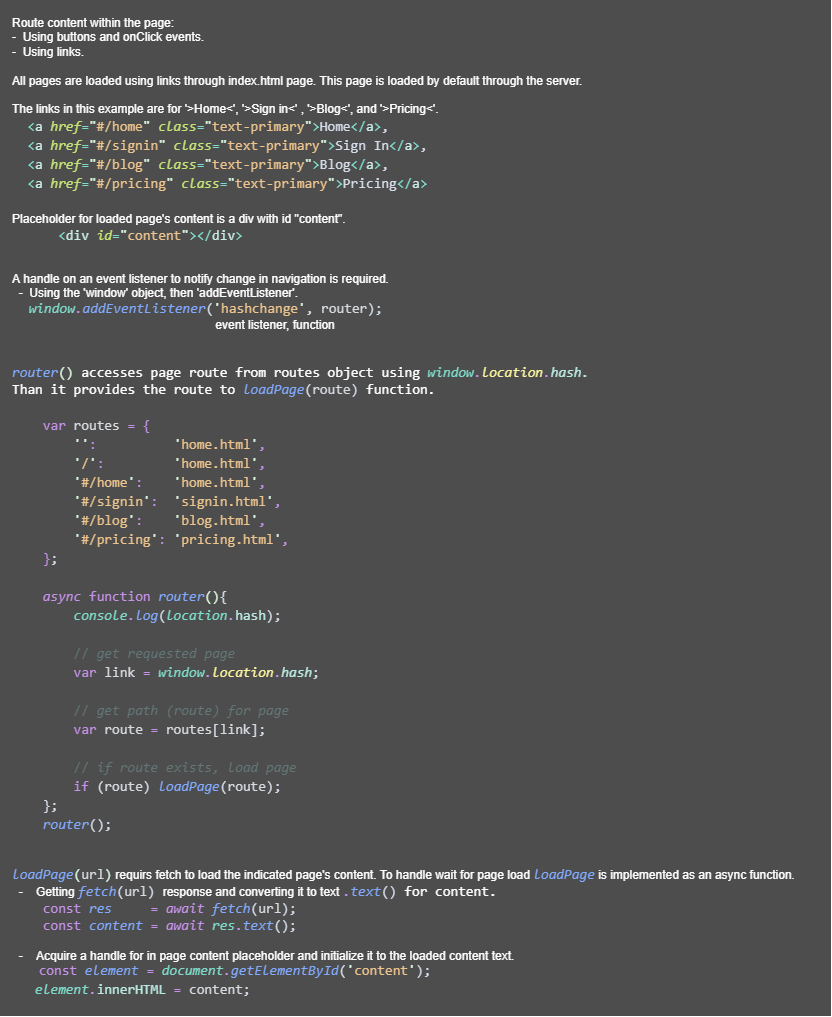 Route content within the page:
- Using buttons and onClick events.
- Using links.
All pages are loaded using links through index.html page. This page is loaded by default through the server.
The links in this example are for '>Home<', '>Sign in<' , '>Blog<', and '>Pricing<'.
<a href="#/home" class="text-primary">Home</a>,
<a href="#/signin" class="text-primary">Sign In</a>,
<a href="#/blog" class="text-primary">Blog</a>,
<a href="#/pricing" class="text-primary">Pricing</a>
Placeholder for loaded page's content is a div with id "content".
<div id="content"></div>
A handle on an event listener to notify change in navigation is required.
- Using the 'window' object, then 'addEventListener'.
window.addEventListener('hashchange', router);
event listener, function
router() accesses page route from routes object using window.location.hash.
Than it provides the route to loadPage(route) function.
var routes = {
'': 'home.html',
'/': 'home.html',
'#/home': 'home.html',
'#/signin': 'signin.html',
'#/blog': 'blog.html',
'#/pricing': 'pricing.html',
};
async function router(){
console.log(location.hash);
// get requested page
var link = window.location.hash;
// get path (route) for page
var route = routes[link];
// if route exists, load page
if (route) loadPage(route);
};
router();
loadPage(url) requirs fetch to load the indicated page's content. To handle wait for page load loadPage is implemented as an async function.
- Getting fetch(url) response and converting it to text .text() for content.
const res = await fetch(url);
const content = await res.text();
- Acquire a handle for in page content placeholder and initialize it to the loaded content text.
const element = document.getElementById('content');
element.innerHTML = content;